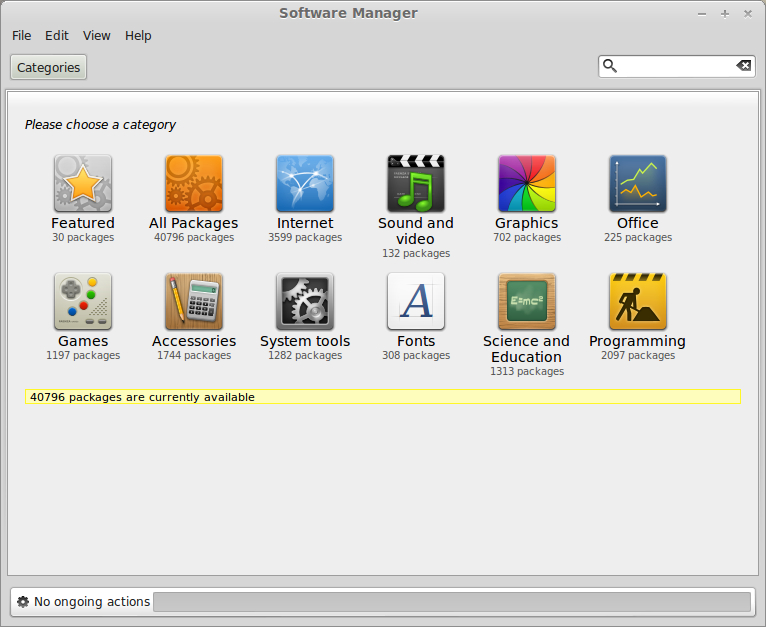 Software Manager
File Edit View Help
Categories
Please choose a category
Featured
30 packages
All Packages
40796 packages
Internet
3599 packages
Sound and
video
132 packages
Graphics
702 packages
Office
225 packages
Games
1197 packages
Accessories
1744 packages
System tools
1282 packages
A
Fonts
308 packages
E=mc²
Science and
Education
1313 packages
Programming
2097 packages
40796 packages are currently available
No ongoing actions